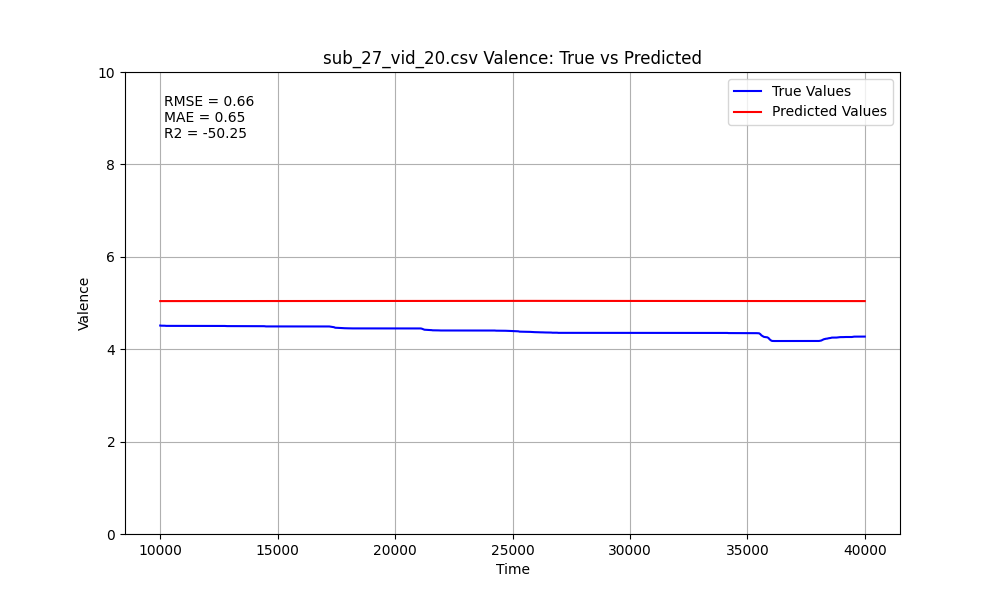 sub_27_vid_20.csv Valence: True vs Predicted
10
8
6
4
2
0
Valence
RMSE = 0.66
MAE = 0.65
R2 = -50.25
True Values
Predicted Values
10000 15000 20000 25000 30000 35000 40000
Time